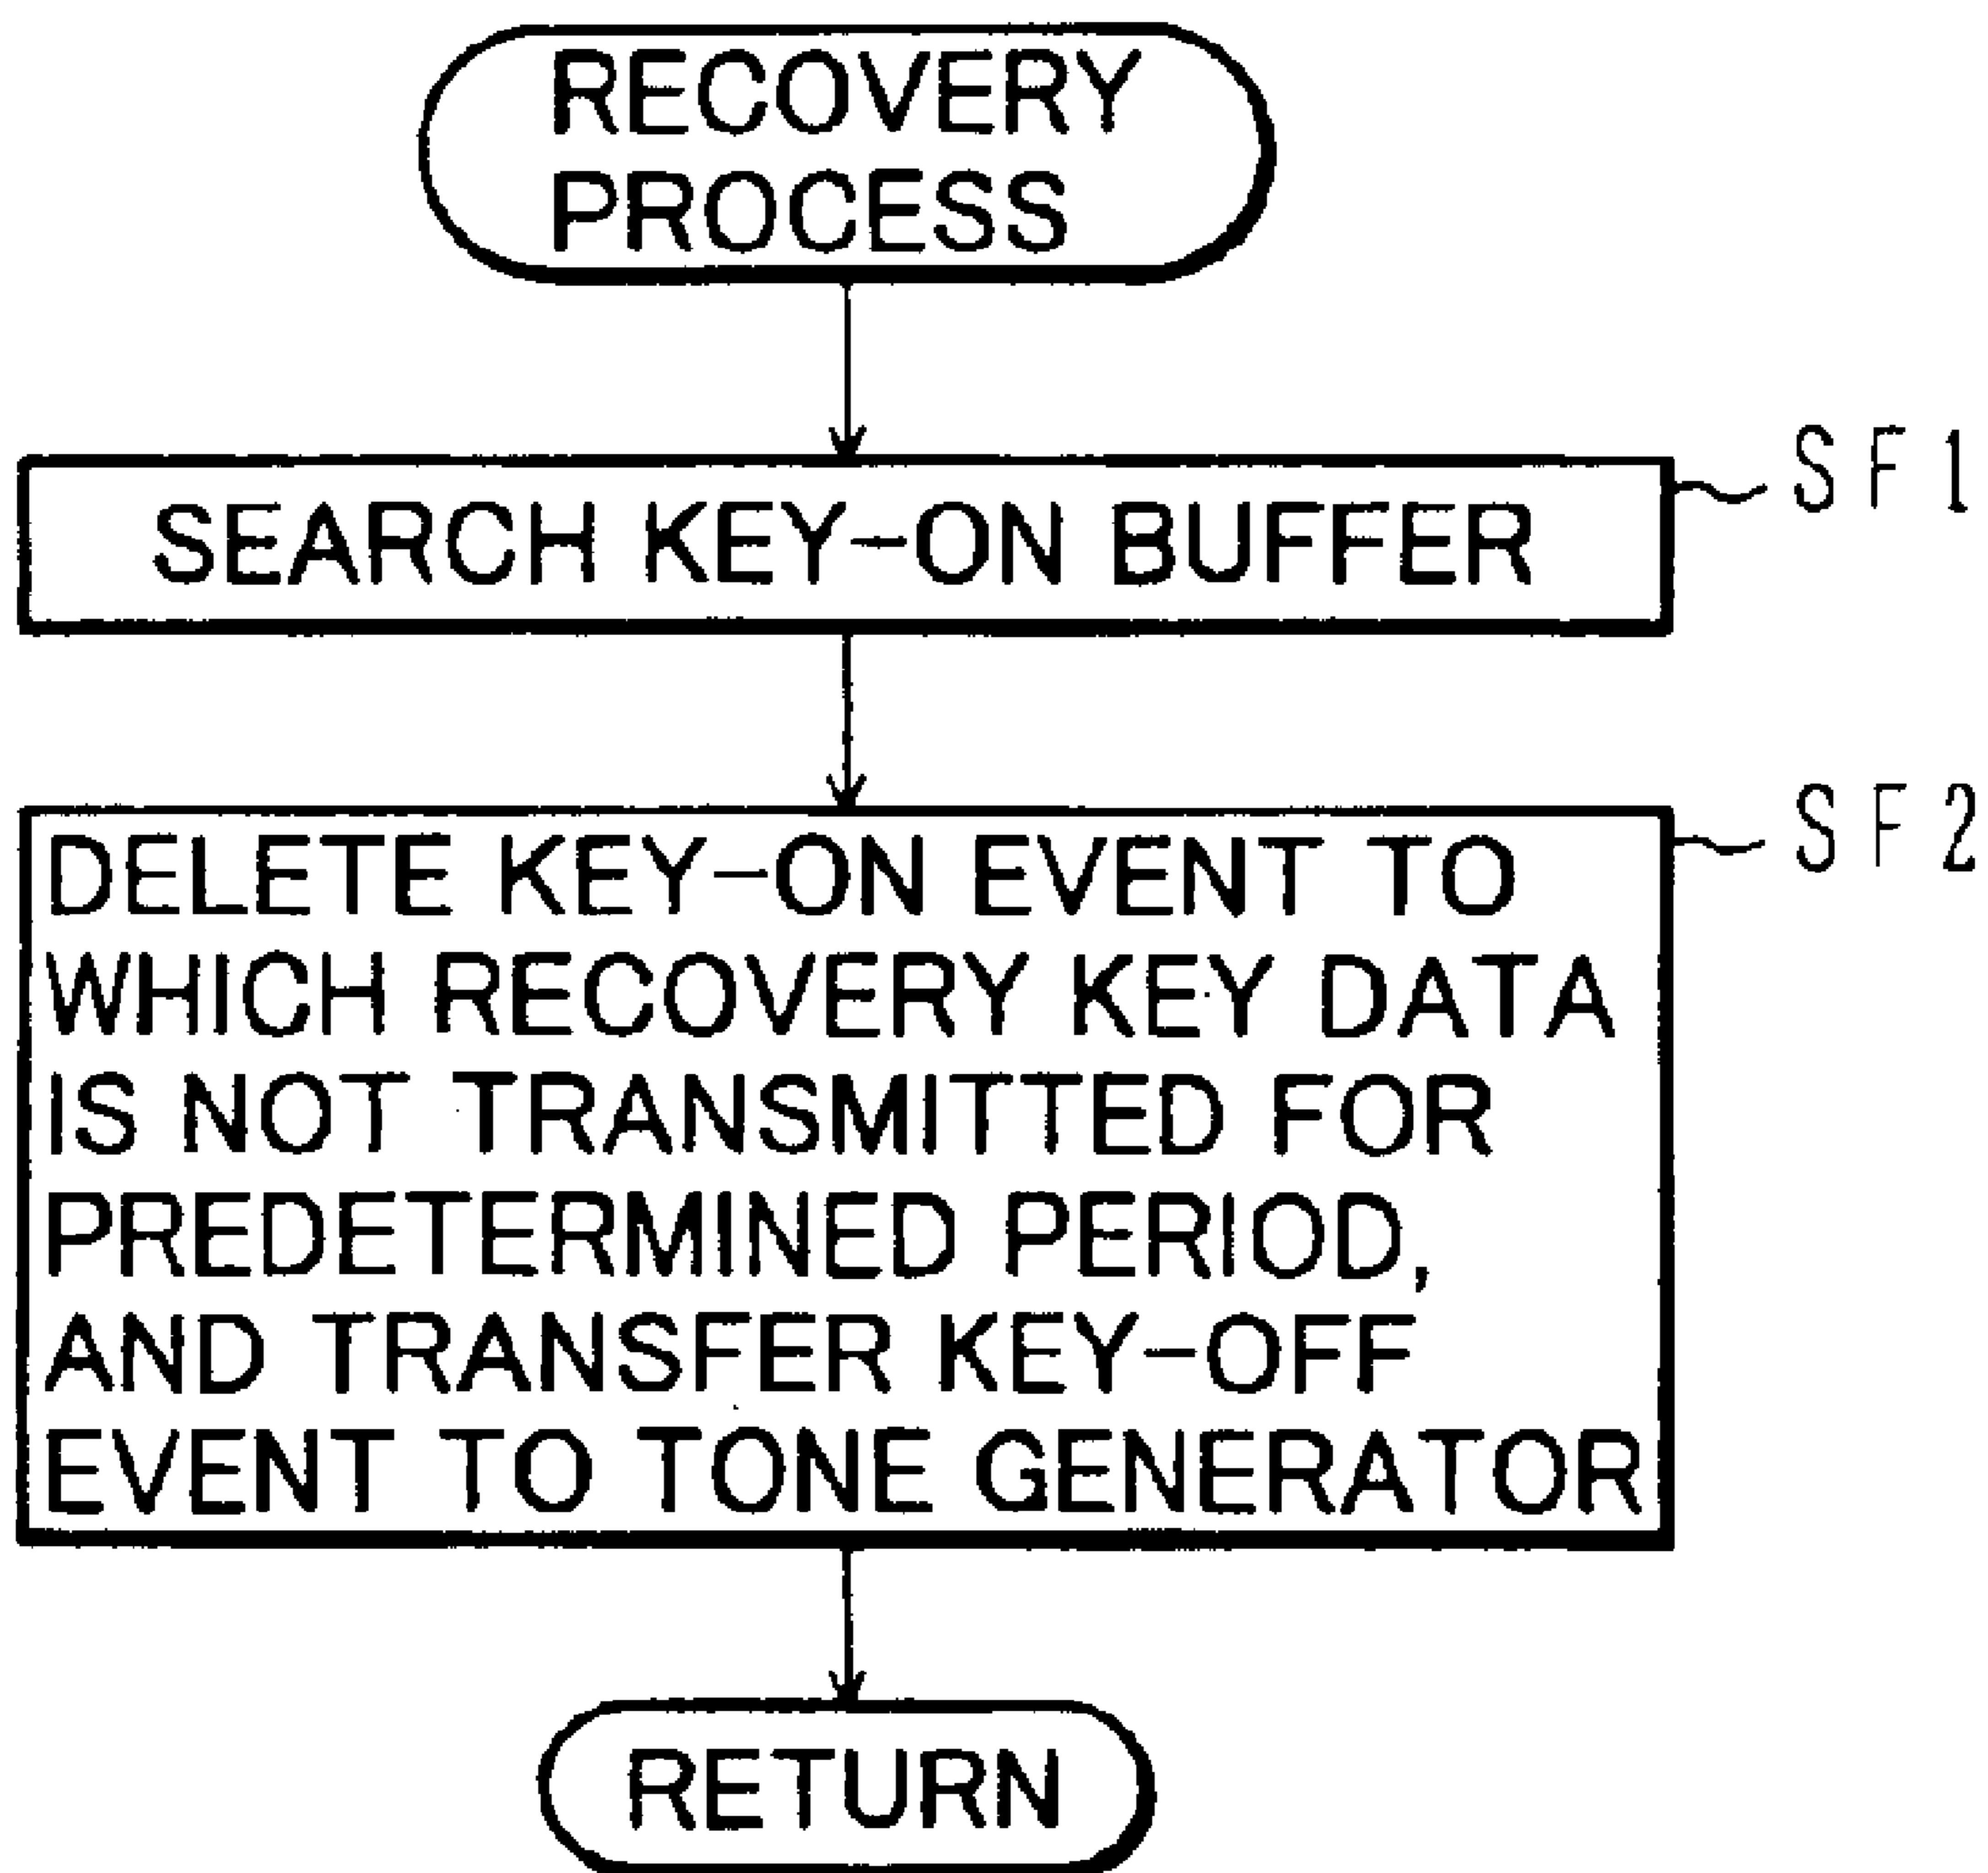 RECOVERY
PROCESS
SF1
SEARCH KEY-ON BUFFER
SF2
DELETE KEY-ON EVENT TO
WHICH RECOVERY KEY DATA
IS NOT TRANSMITTED FOR
PREDETERMINED PERIOD,
AND TRANSFER KEY-OFF
EVENT TO TONE GENERATOR
RETURN